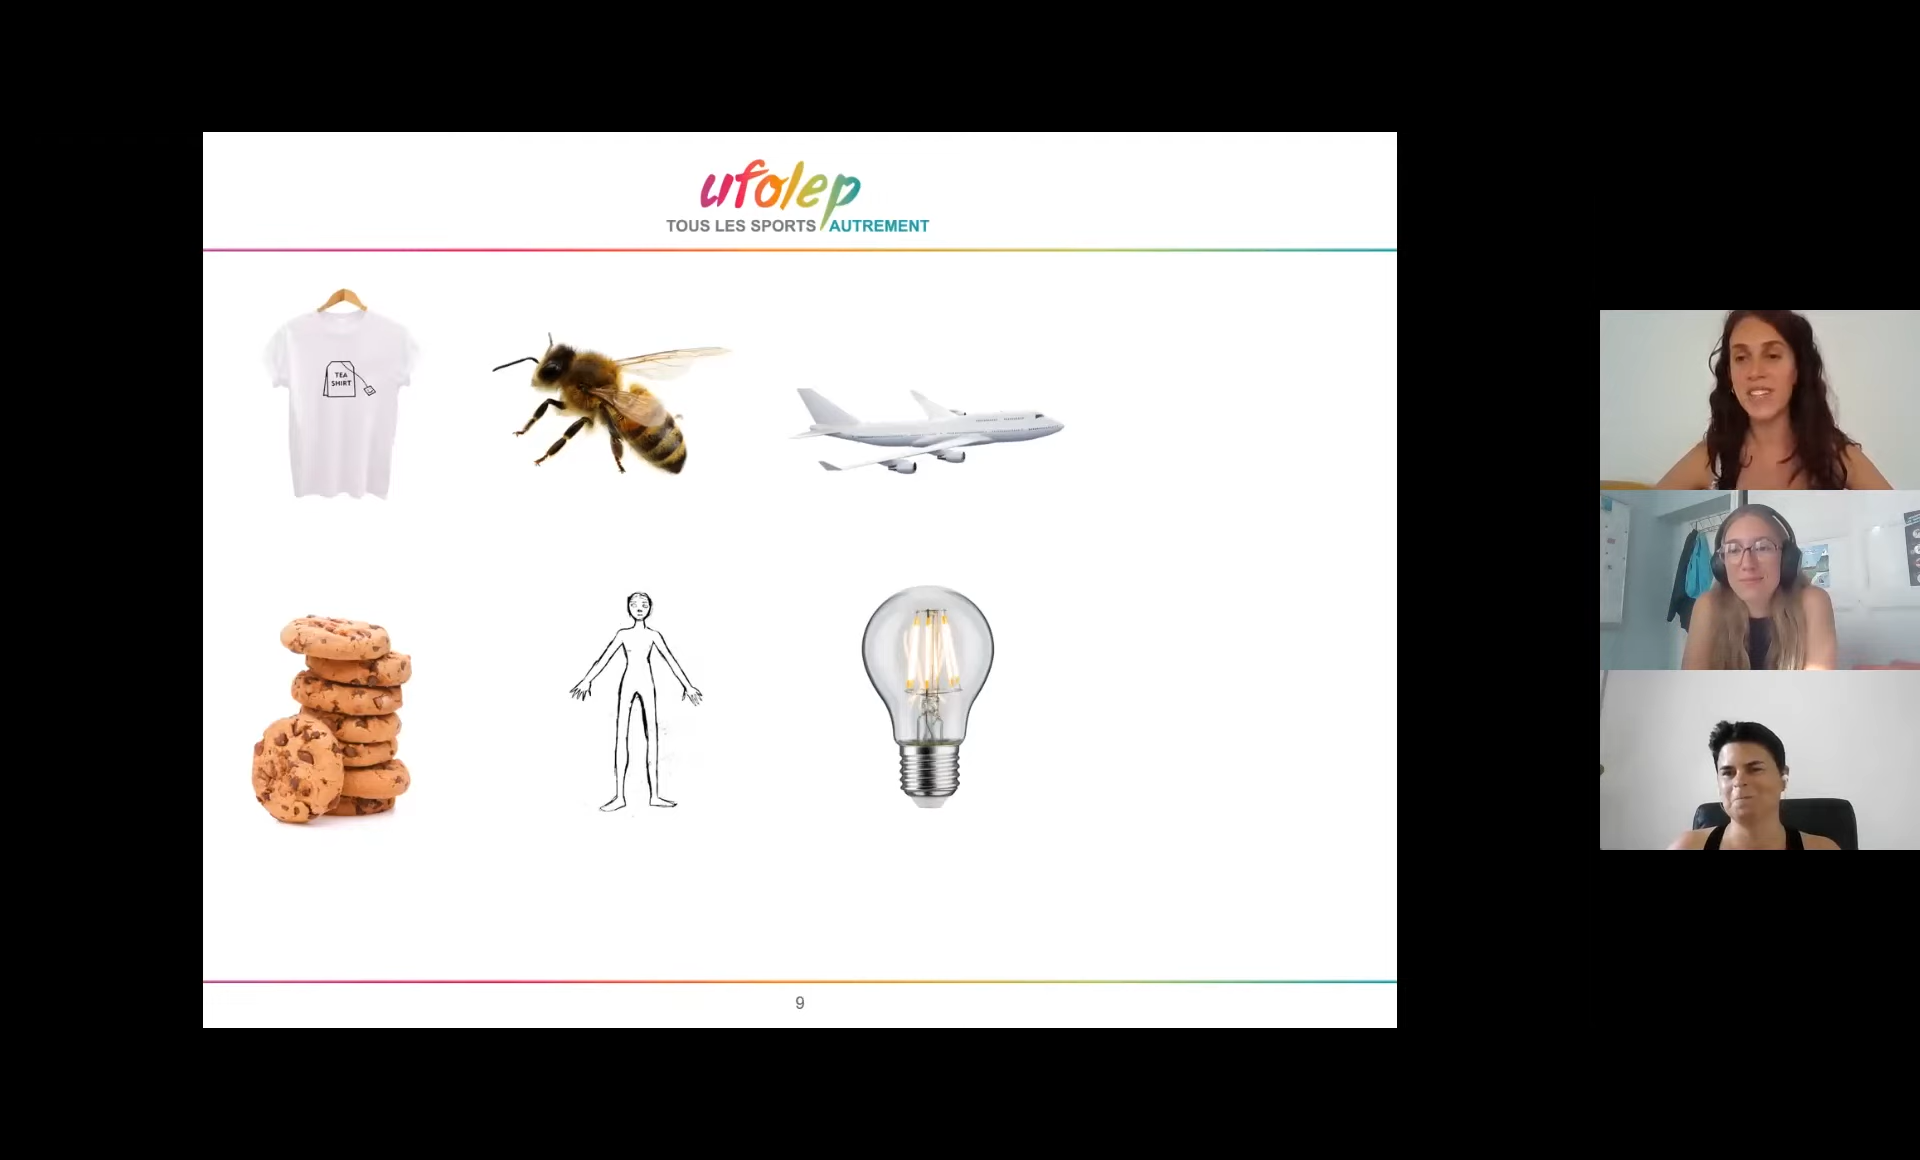 ufolep
TOUS LES SPORTS AUTREMENT
TEA
SHIRT
9